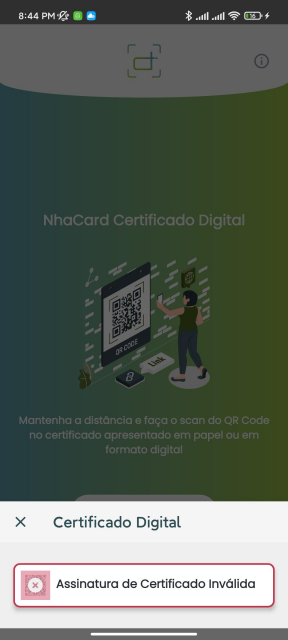 8:44 PM
16
NhaCard Certificado Digital
QR CODE
Link
Mantenha a distância e faça o scan do QR Code
no certificado apresentado em papel ou em
formato digital
Certificado Digital
Assinatura de Certificado Inválida